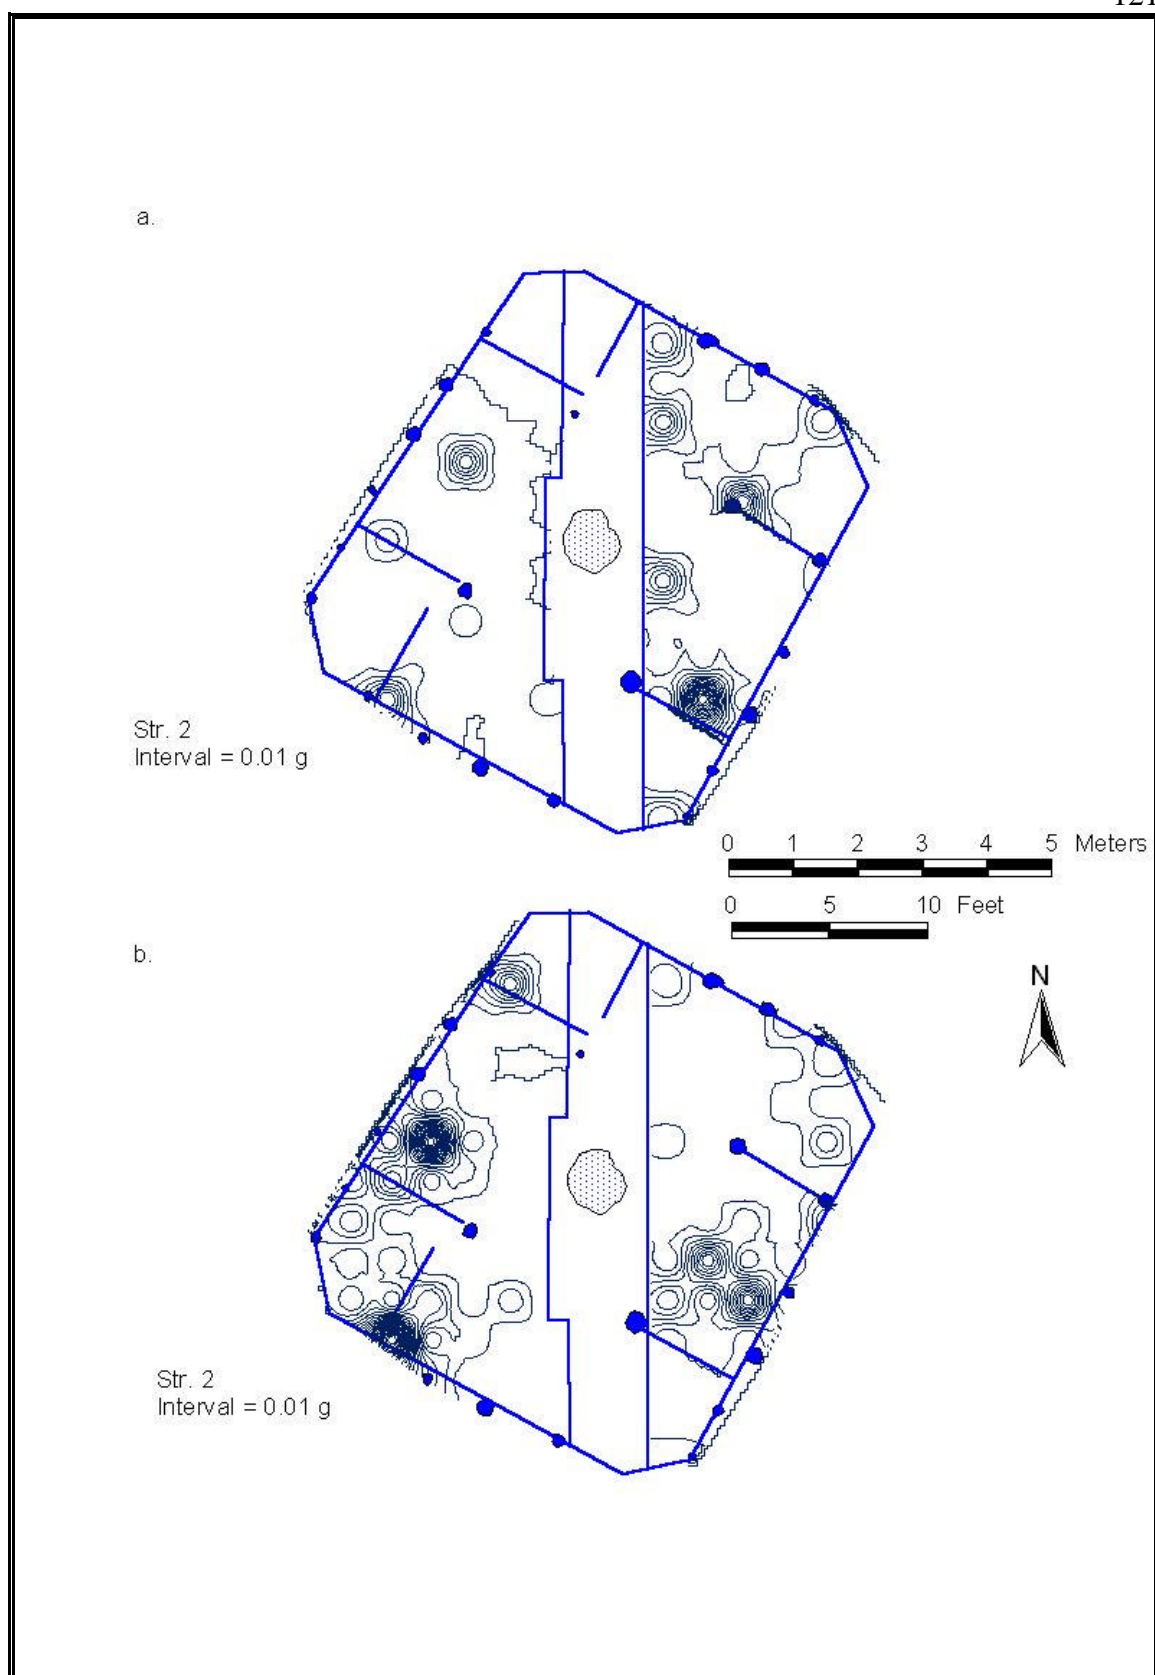 121
a.
Str. 2
Interval = 0.01 g
0 1 2 3 4 5 Meters
0 5 10 Feet
b.
N
Str. 2
Interval = 0.01 g